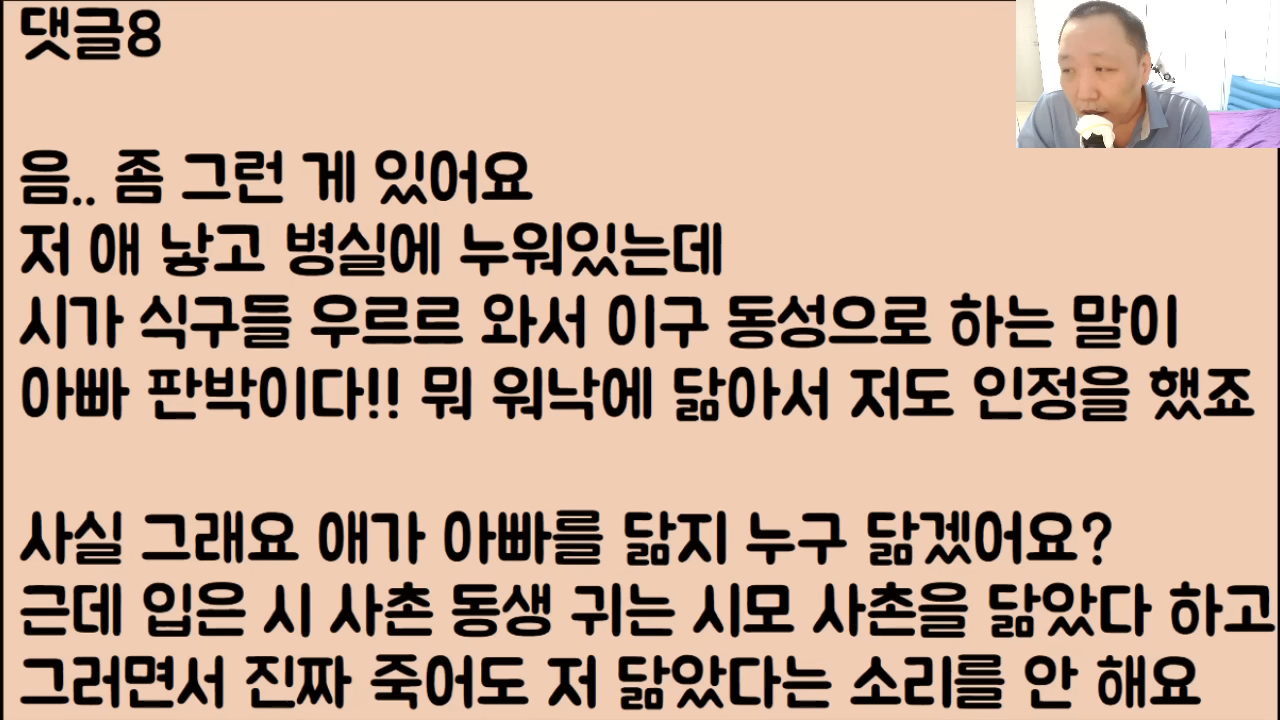 댓글8
음.. 좀 그런 게 있어요
저 애 낳고 병실에 누워있는데
시가 식구들 우르르 와서 이구 동성으로 하는 말이
아빠 판박이다!! 뭐 워낙에 닮아서 저도 인정을 했죠
사실 그래요 애가 아빠를 닮지 누구 닮겠어요?
근데 입은 시 사촌 동생 귀는 시모 사촌을 닮았다 하고
그러면서 진짜 죽어도 저 닮았다는 소리를 안 해요